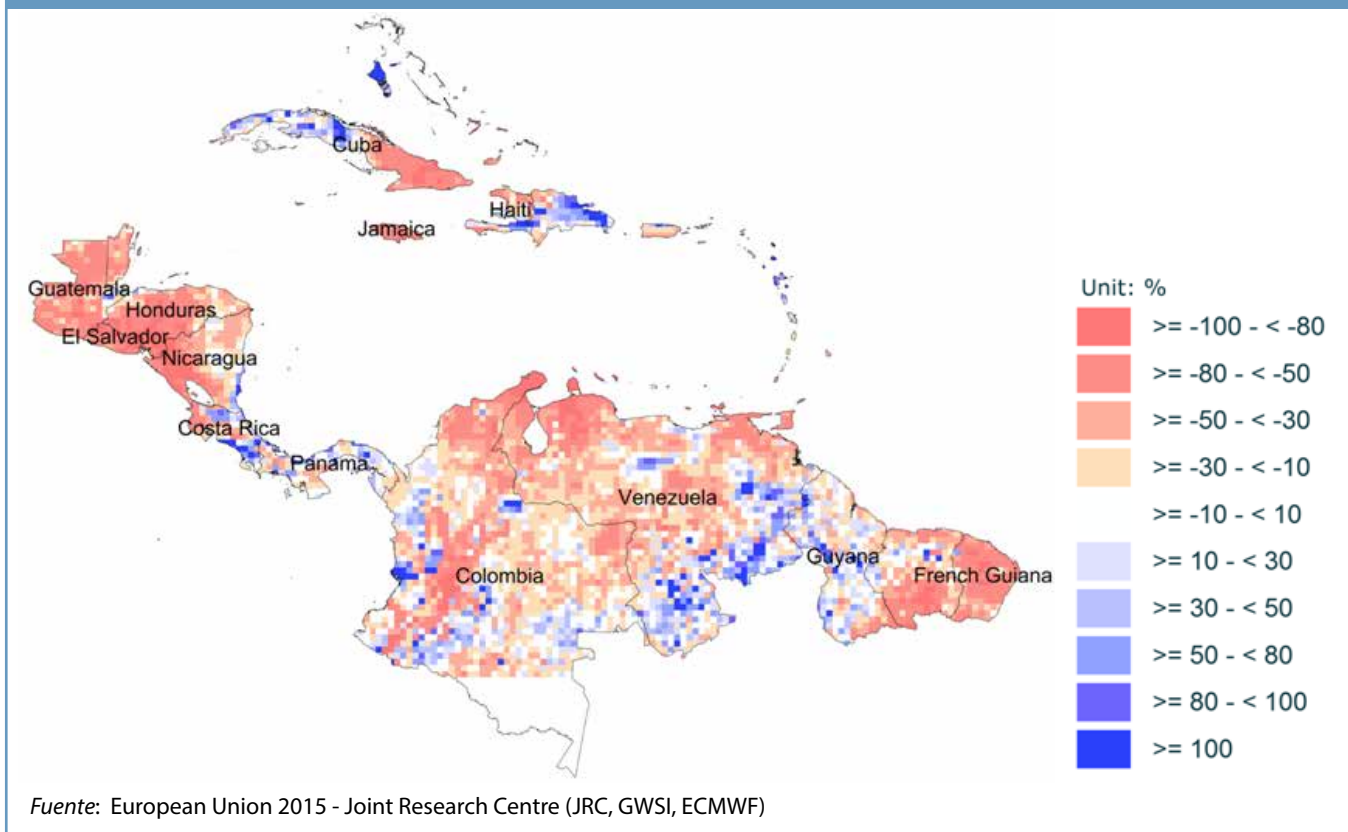 Cuba
Haiti
Jamaica
Guatemala
Honduras
El Salvador
Nicaragua
Costa Rica
Panama
Venezuela
Guyana
Colombia
French Guiana
Unit: %
>= -100 - < -80
>= -80 - < -50
>= -50 - < -30
>= -30 - < -10
>= -10 - < 10
>= 10 - < 30
>= 30 - < 50
>= 50 - < 80
>= 80 - < 100
>= 100
Fuente: European Union 2015 - Joint Research Centre (JRC, GWSI, ECMWF)